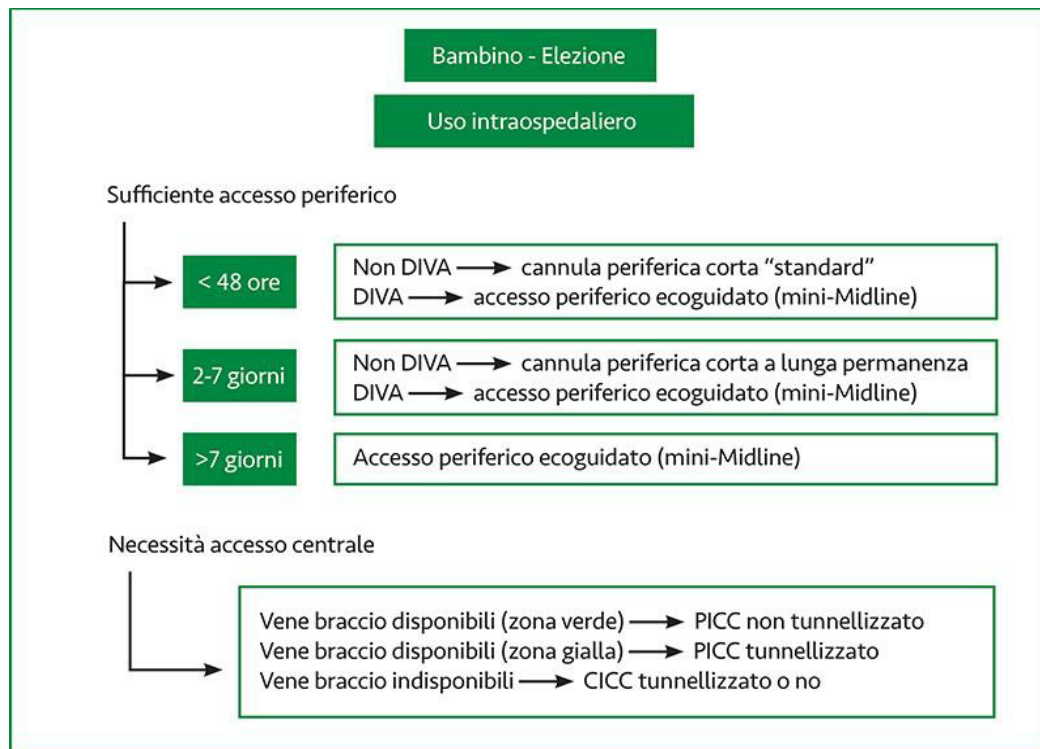 Bambino - Elezione
Uso intraospedaliero
Sufficiente accesso periferico
< 48 ore
Non DIVA → cannula periferica corta “standard”
DIVA → accesso periferico ecoguidato (mini-Midline)
2-7 giorni
Non DIVA → cannula periferica corta a lunga permanenza
DIVA → accesso periferico ecoguidato (mini-Midline)
>7 giorni
Accesso periferico ecoguidato (mini-Midline)
Necessità accesso centrale
Vene braccio disponibili (zona verde) → PICC non tunnellizzato
Vene braccio disponibili (zona gialla) → PICC tunnellizzato
Vene braccio indisponibili → CICC tunnellizzato o no